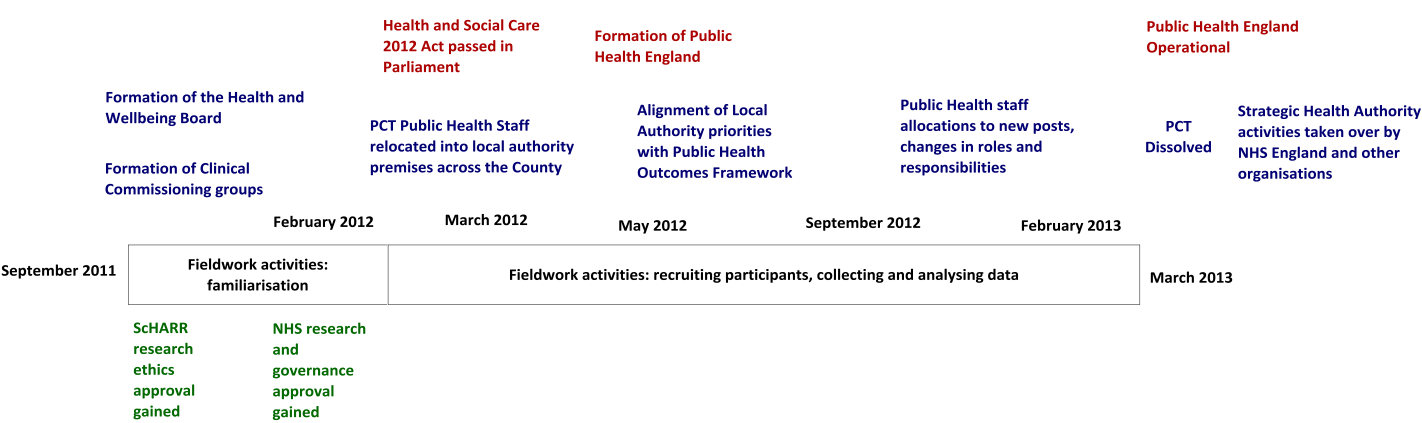 Health and Social Care
2012 Act passed in
Parliament
Formation of Public
Health England
Public Health England
Operational
Formation of the Health and
Wellbeing Board
Formation of Clinical
Commissioning groups
PCT Public Health Staff
relocated into local authority
premises across the County
Alignment of Local
Authority priorities
with Public Health
Outcomes Framework
Public Health staff
allocations to new posts,
changes in roles and
responsibilities
PCT
Dissolved
Strategic Health Authority
activities taken over by
NHS England and other
organisations
February 2012
March 2012
May 2012
September 2012
February 2013
September 2011
Fieldwork activities:
familiarisation
Fieldwork activities: recruiting participants, collecting and analysing data
March 2013
ScHARR
research
ethics
approval
gained
NHS research
and
governance
approval
gained